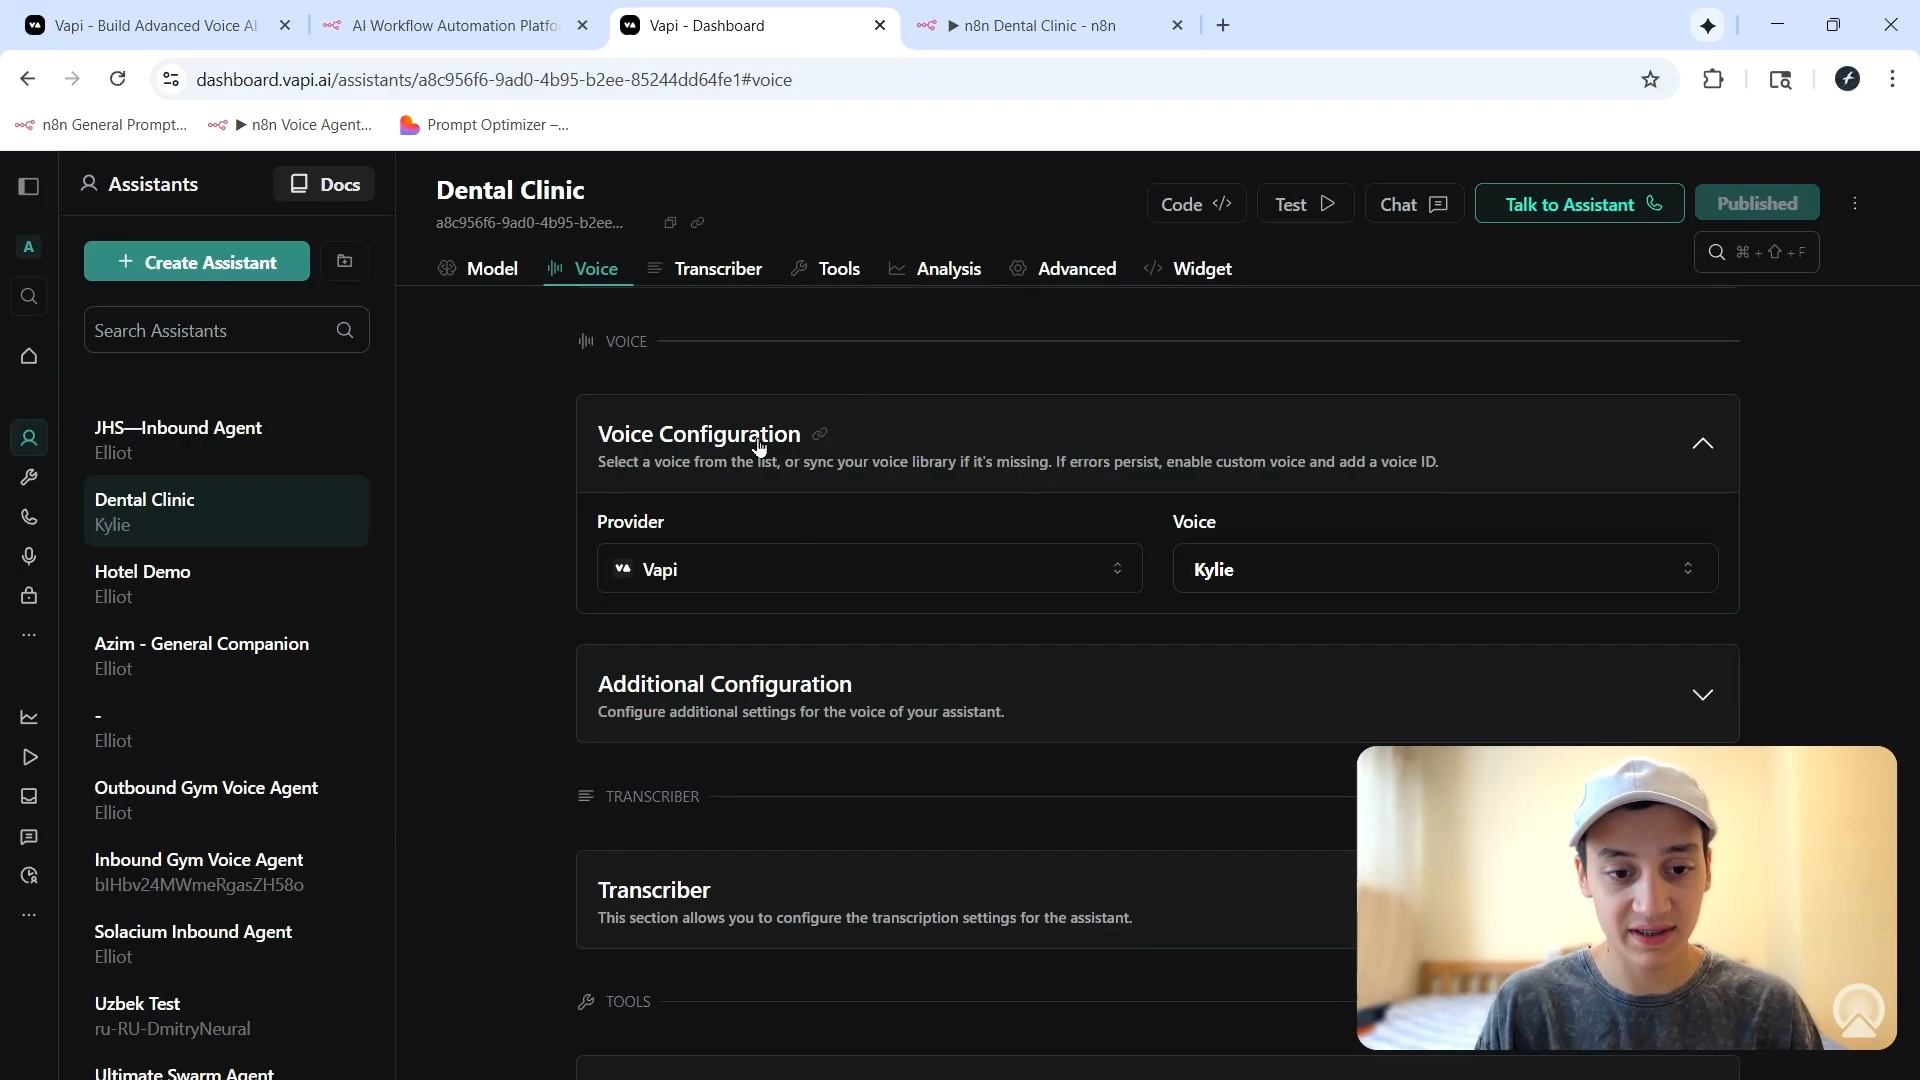 Vapi - Build Advanced Voice AI
AI Workflow Automation Platfo
Vapi - Dashboard
▶ n8n Dental Clinic - n8n
dashboard.vapi.ai/assistants/a8c956f6-9ad0-4b95-b2ee-85244dd64fe1#voice
n8n General Prompt...
▶ n8n Voice Agent...
Prompt Optimizer –...
Assistants
Docs
A
Create Assistant
Search Assistants
JHS—Inbound Agent
Elliot
Dental Clinic
Kylie
Hotel Demo
Elliot
Azim - General Companion
Elliot
-
Elliot
Outbound Gym Voice Agent
Elliot
Inbound Gym Voice Agent
bIHbv24MWmeRgasZH58o
Solacium Inbound Agent
Elliot
Uzbek Test
ru-RU-DmitryNeural
Ultimate Swarm Agent
Dental Clinic
a8c956f6-9ad0-4b95-b2ee...
Code </>
Test
Chat
Talk to Assistant
Published
⌘ + ⇧ + F
Model
Voice
Transcriber
Tools
Analysis
Advanced
Widget
VOICE
Voice Configuration
Select a voice from the list, or sync your voice library if it's missing. If errors persist, enable custom voice and add a voice ID.
Provider
Voice
Vapi
Kylie
Additional Configuration
Configure additional settings for the voice of your assistant.
TRANSCRIBER
Transcriber
This section allows you to configure the transcription settings for the assistant.
TOOLS